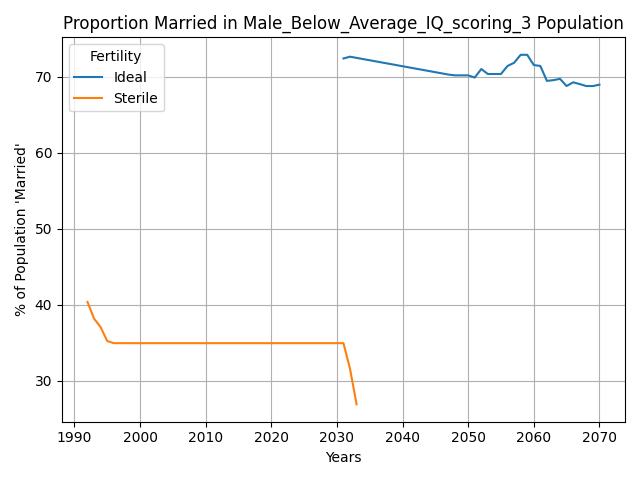 Proportion Married in Male_Below_Average_IQ_scoring_3 Population
Fertility
Ideal
Sterile
% of Population 'Married'
70
60
50
40
30
1990 2000 2010 2020 2030 2040 2050 2060 2070
Years